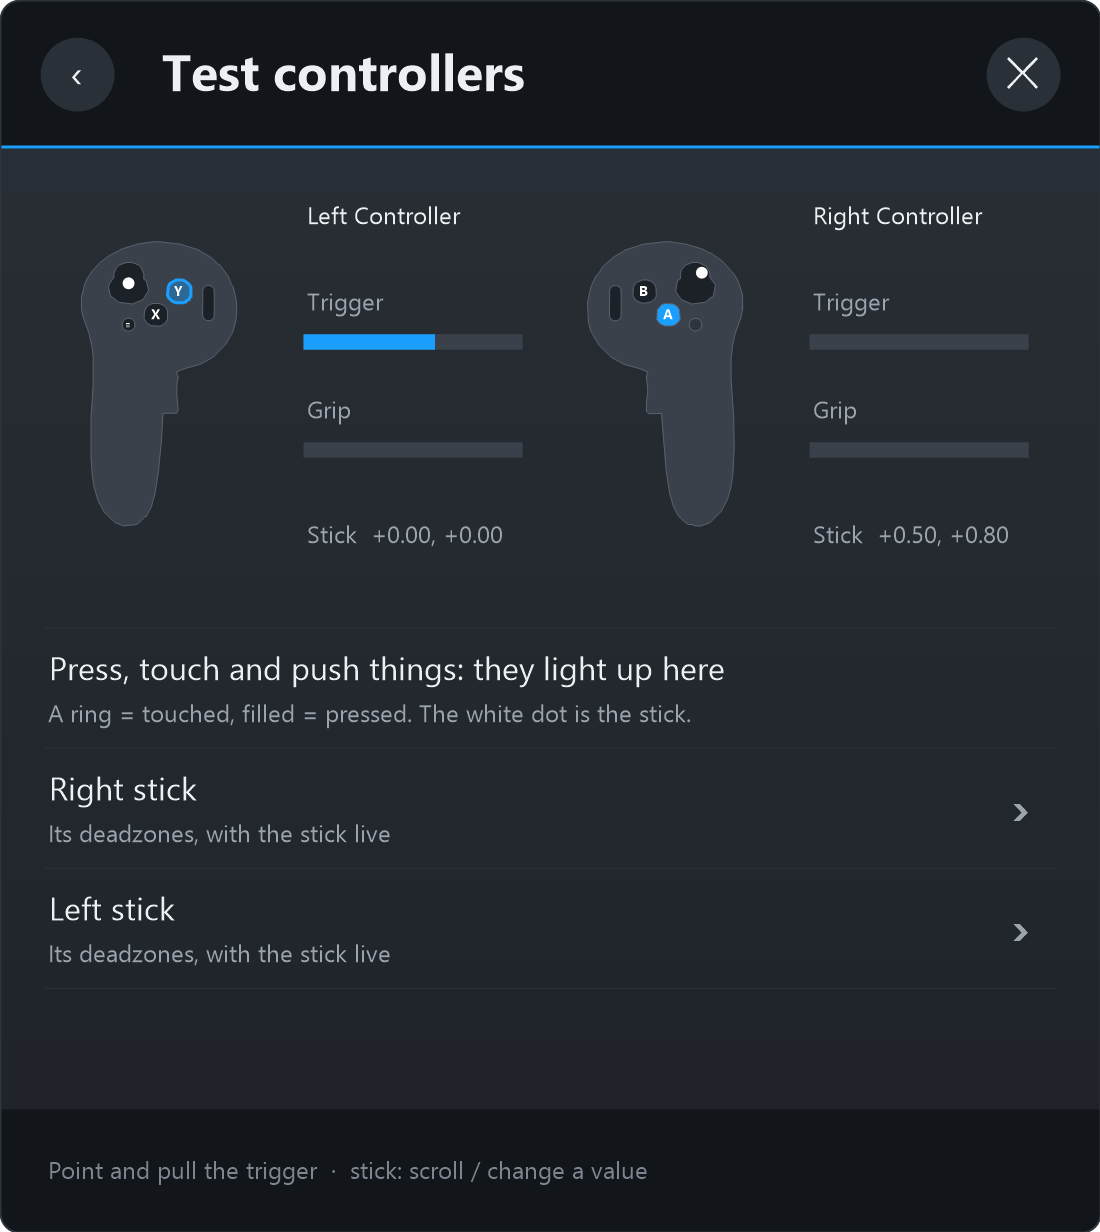 ‹ Test controllers
Left Controller
Right Controller
Y
X
B
A
Trigger
Trigger
Grip
Grip
Stick +0.00, +0.00
Stick +0.50, +0.80
Press, touch and push things: they light up here
A ring = touched, filled = pressed. The white dot is the stick.
Right stick
Its deadzones, with the stick live
Left stick
Its deadzones, with the stick live
Point and pull the trigger · stick: scroll / change a value